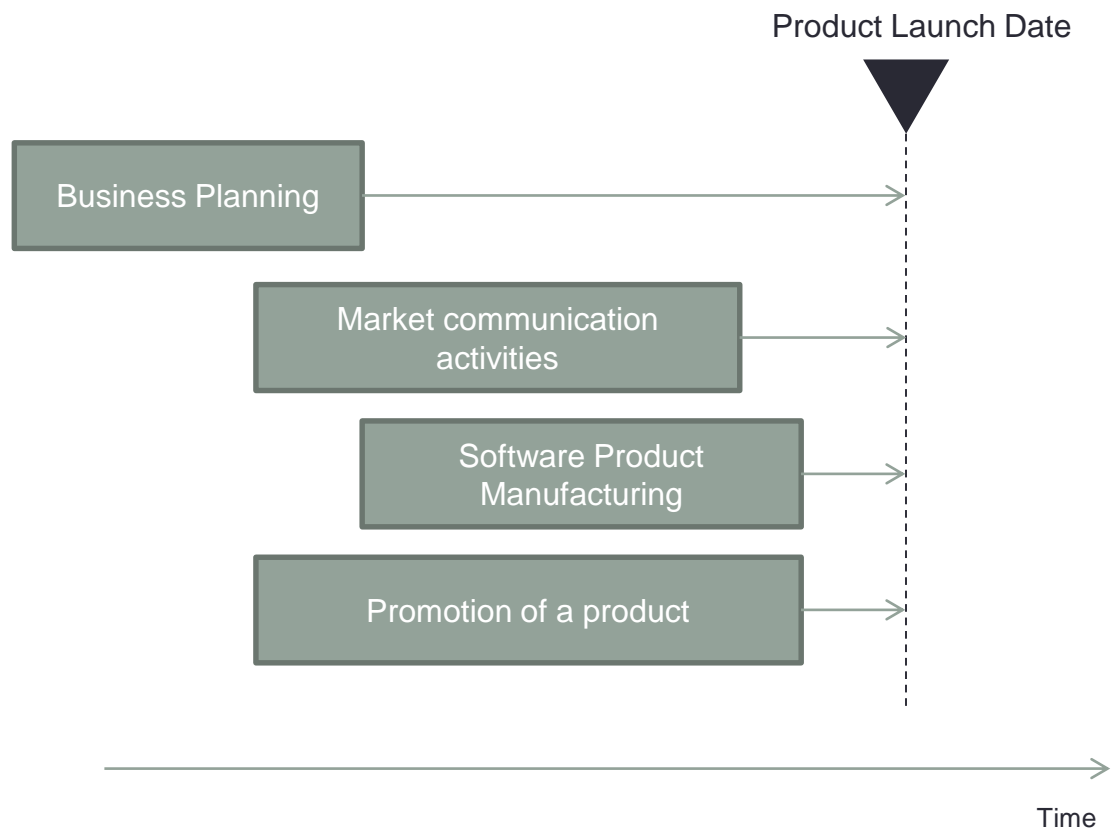 Product Launch Date
Business Planning
Market communication
activities
Software Product
Manufacturing
Promotion of a product
Time